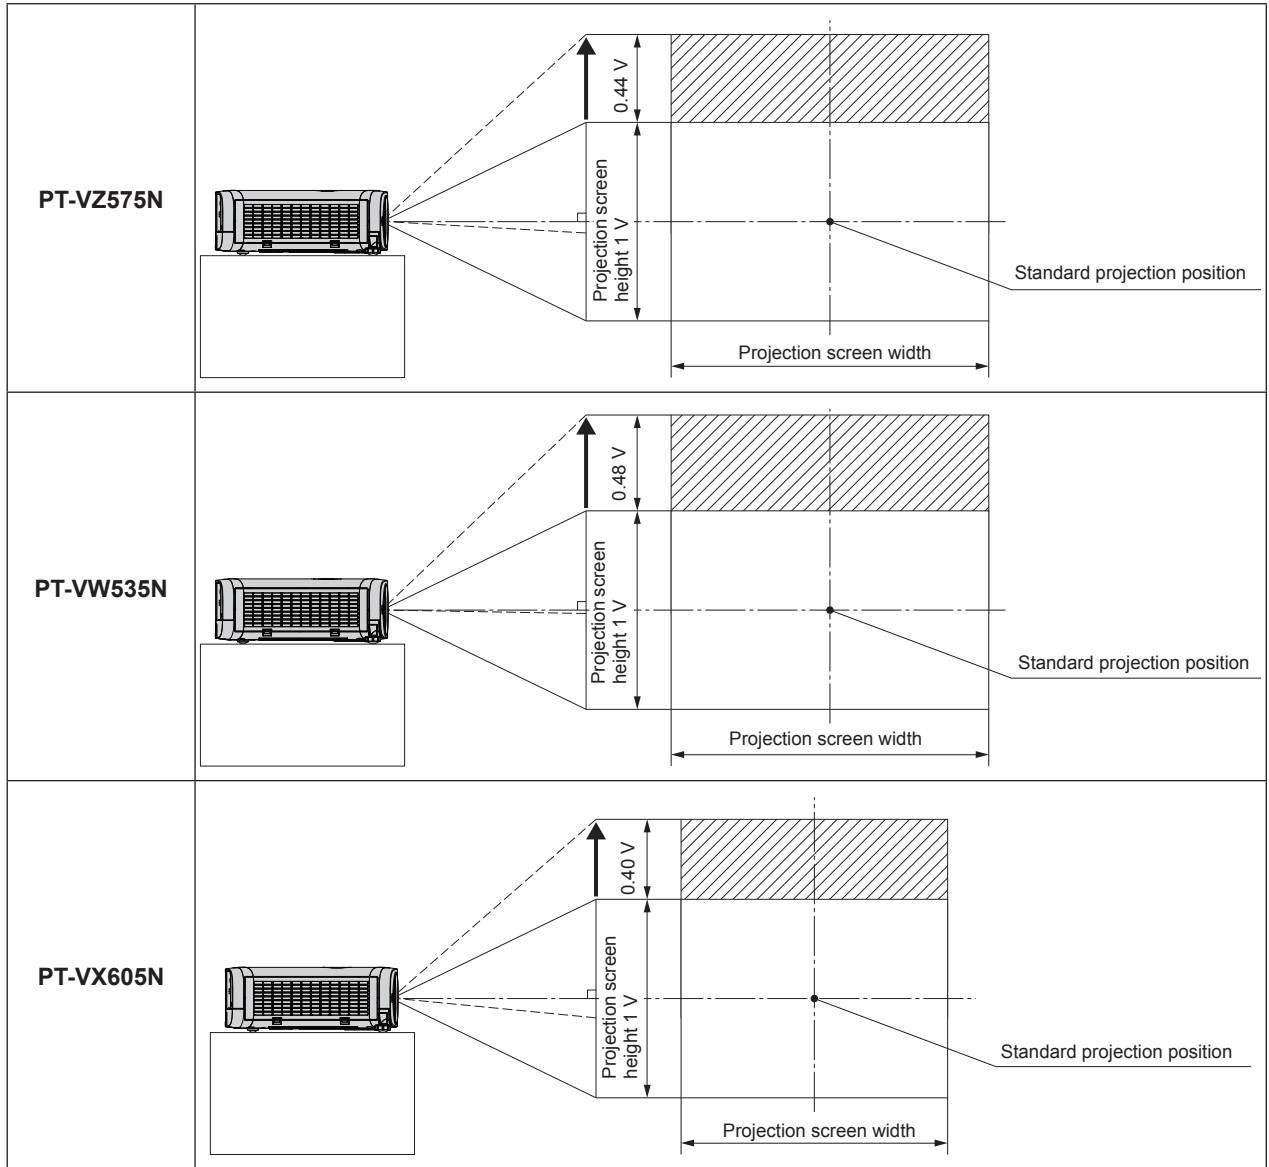 PT-VZ575N
0.44 V
Projection screen
height 1 V
Standard projection position
Projection screen width
PT-VW535N
0.48 V
Projection screen
height 1 V
Standard projection position
Projection screen width
PT-VX605N
0.40 V
Projection screen
height 1 V
Standard projection position
Projection screen width